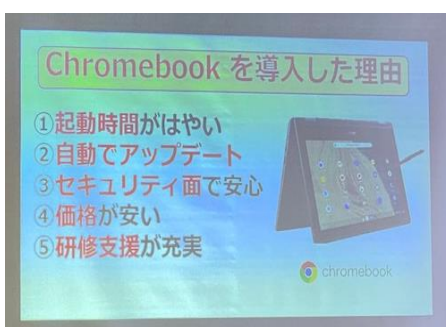 Chromebook を導入した理由
①起動時間がはやい
②自動でアップデート
③セキュリティ面で安心
④価格が安い
⑤研修支援が充実
chromebook